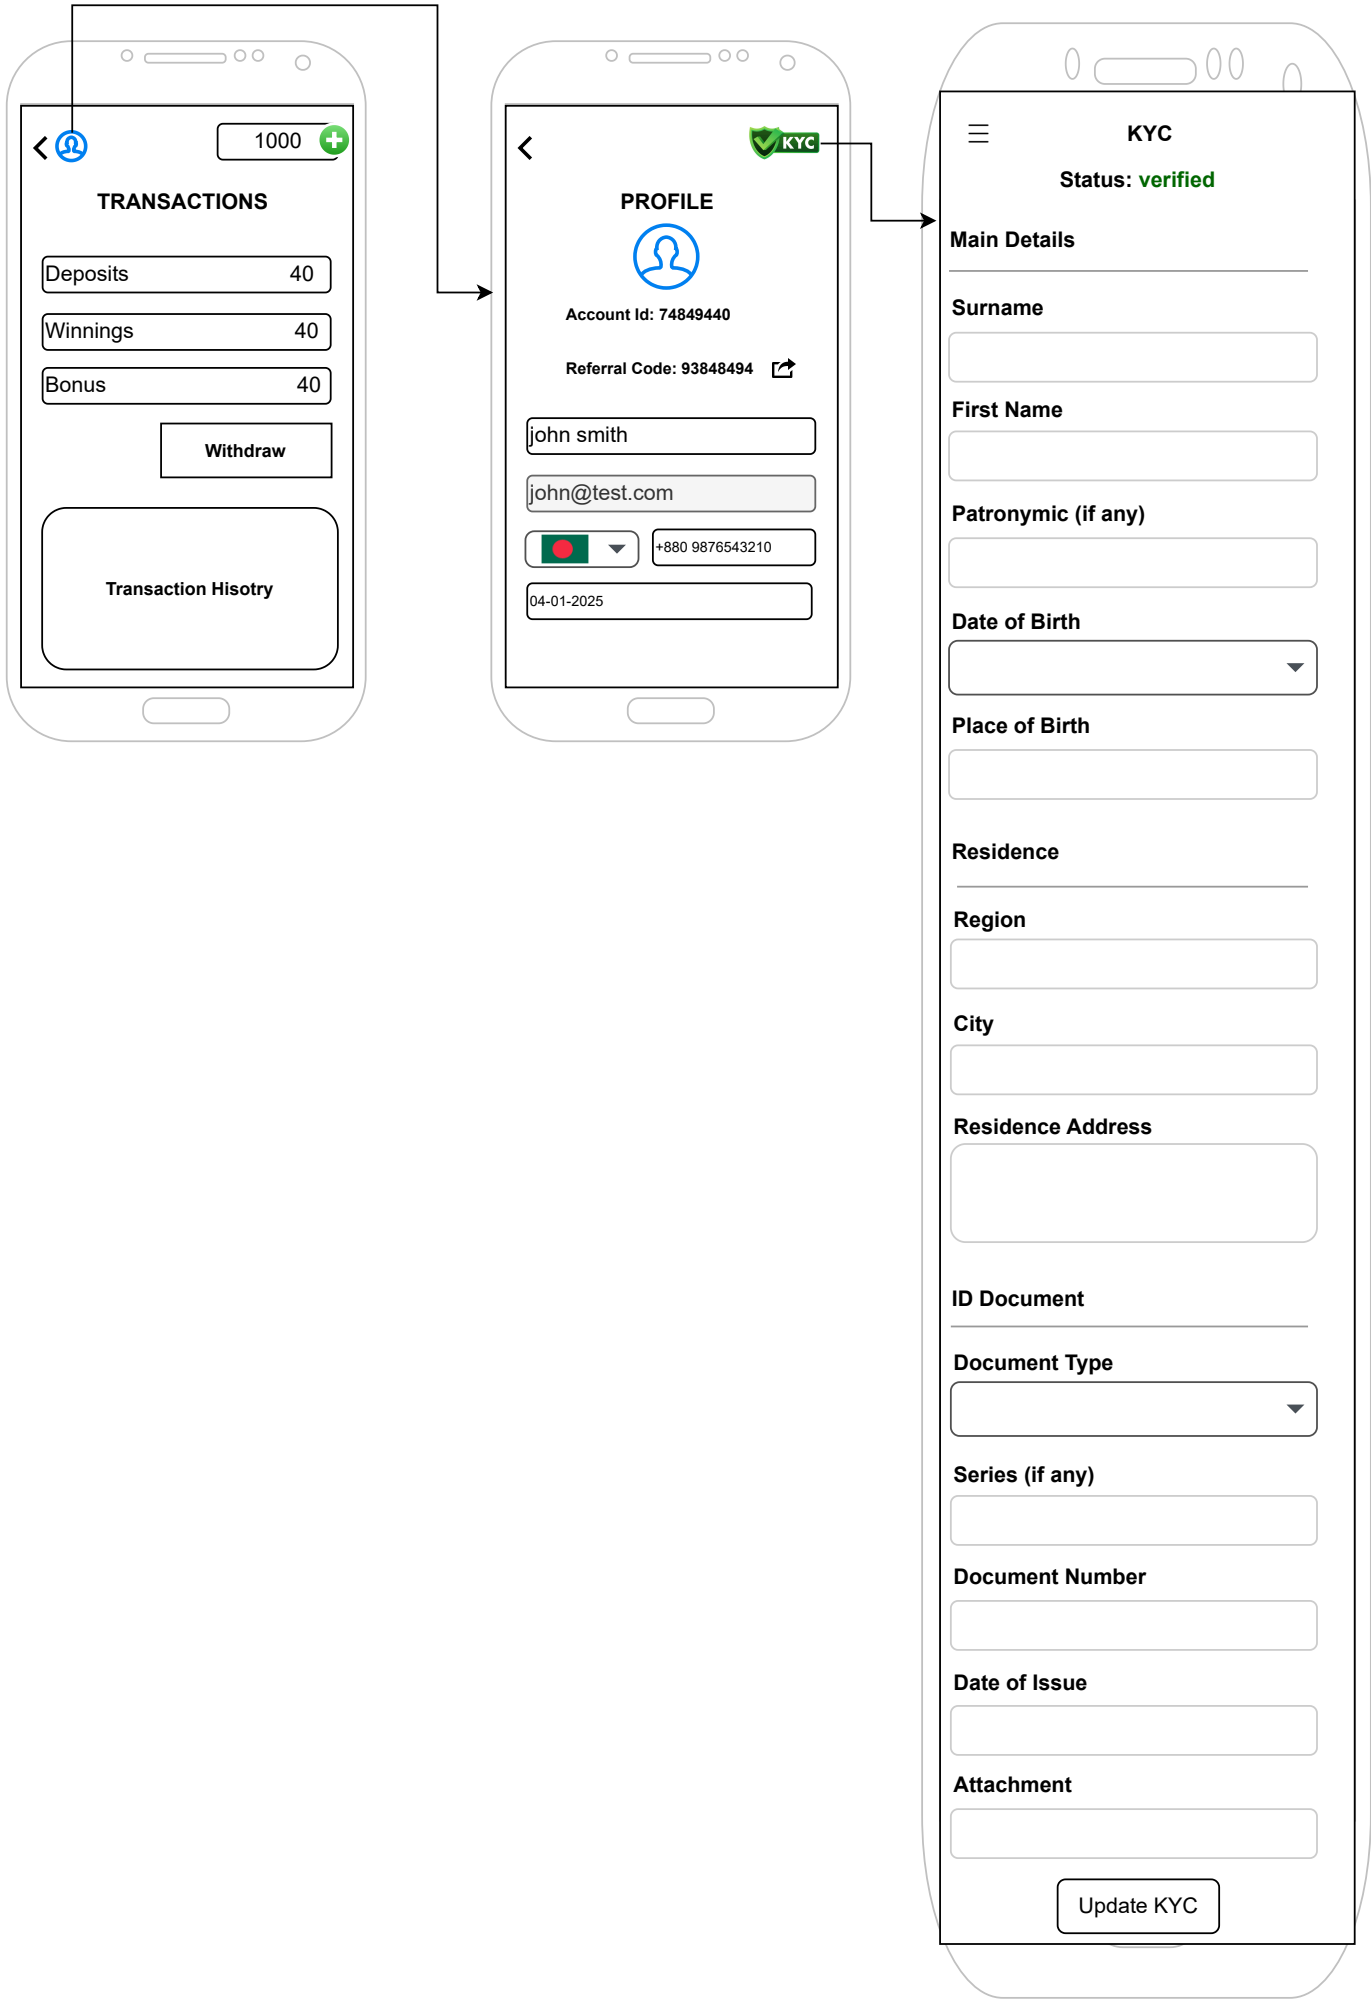 1000
TRANSACTIONS
Deposits 40
Winnings 40
Bonus 40
Withdraw
Transaction Hisotry
KYC
PROFILE
Account Id: 74849440
Referral Code: 93848494
john smith
john@test.com
+880 9876543210
04-01-2025
KYC
Status: verified
Main Details
Surname
First Name
Patronymic (if any)
Date of Birth
Place of Birth
Residence
Region
City
Residence Address
ID Document
Document Type
Series (if any)
Document Number
Date of Issue
Attachment
Update KYC